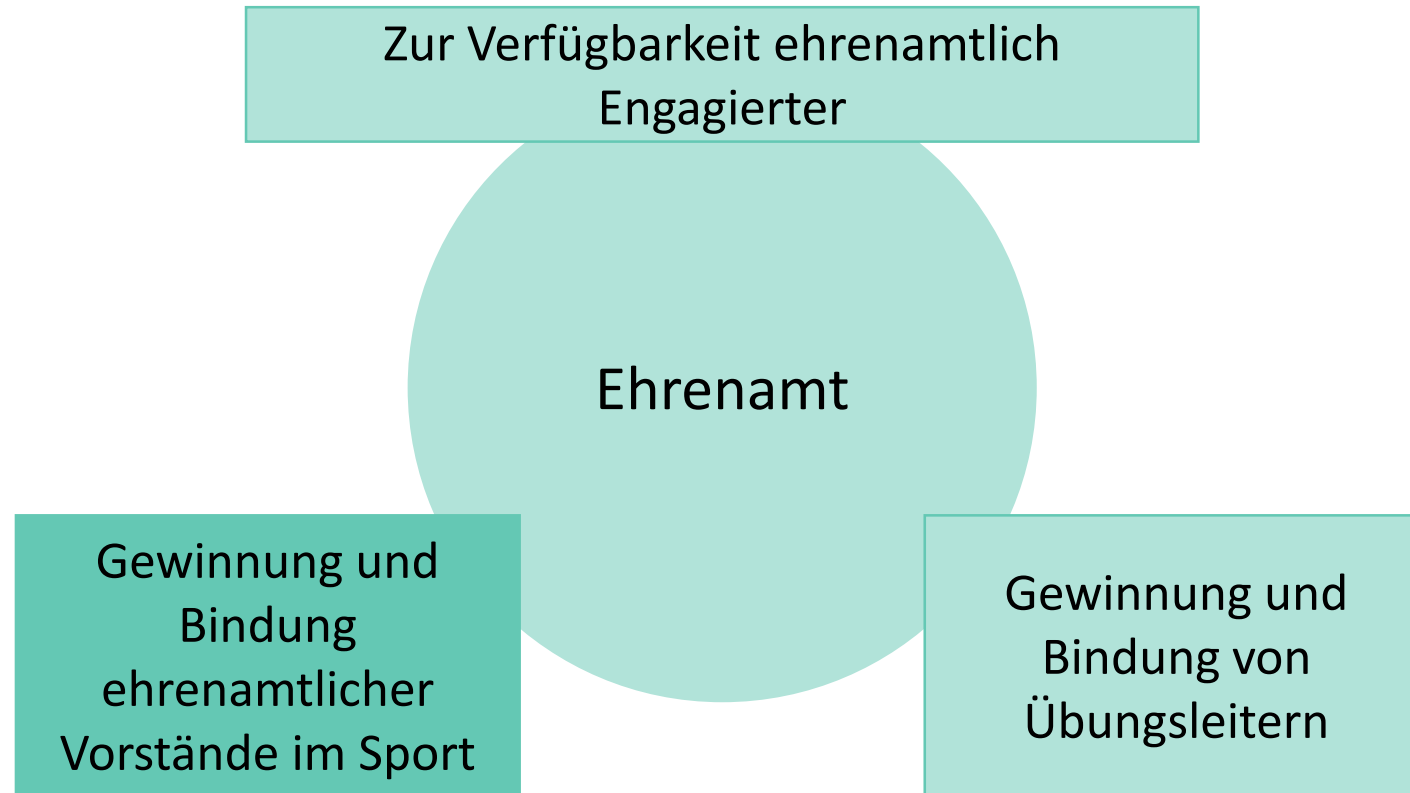 Zur Verfügbarkeit ehrenamtlich
Engagierter
Ehrenamt
Gewinnung und
Bindung
ehrenamtlicher
Vorstände im Sport
Gewinnung und
Bindung von
Übungsleitern